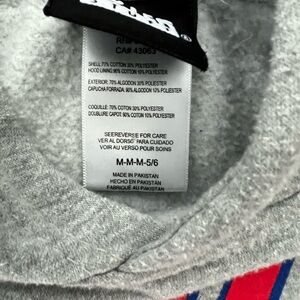 CA# 43063
SHELL:70% COTTON 30% POLYESTER
HOOD LINING:90% COTTON 10% POLYESTER
EXTERIOR: 70% ALGODON 30% POLIESTER
CAPUCHA FORRADA: 90% ALGODON 10% POLIESTER
COQUILLE: 70% COTON 30% POLYESTER
DOUBLURE CAPOT: 90% COTON 10% POLYESTER
SEEREVERSE FOR CARE
VER AL DORSO PARA CUIDADO
VOIR AU VERSO POUR SOINS
M-M-M-5/6
MADE IN PAKISTAN
HECHO EN PAKISTAN
FABRIQUÉ AU PAKISTAN